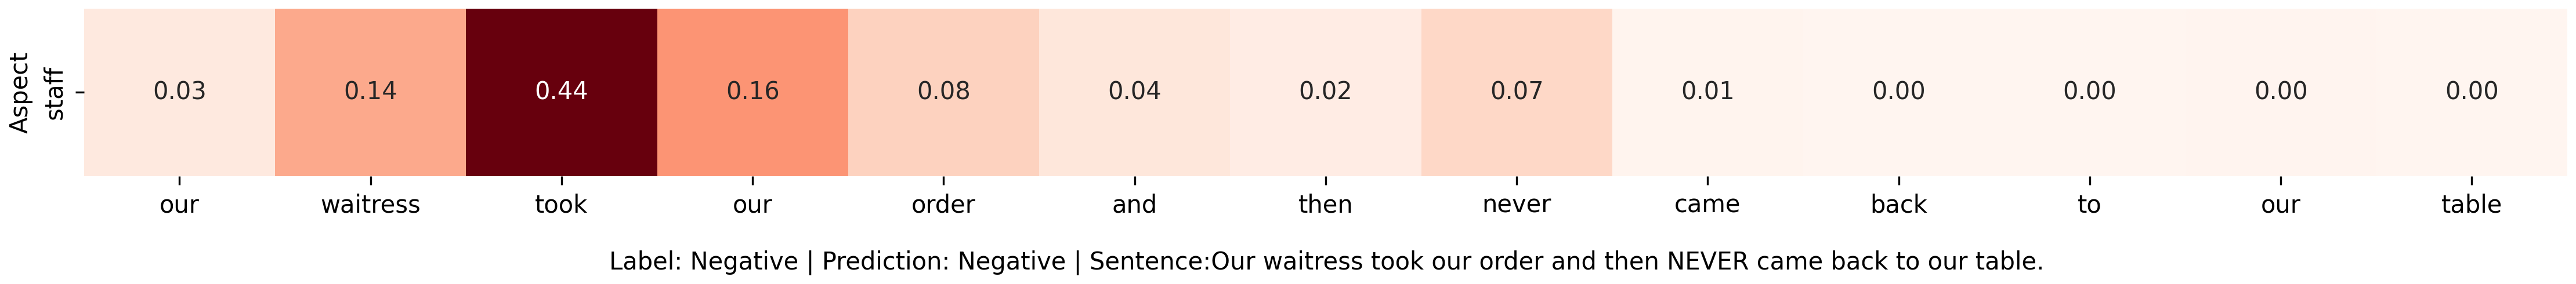 Aspect
staff
0.03 0.14 0.44 0.16 0.08 0.04 0.02 0.07 0.01 0.00 0.00 0.00 0.00
our waitress took our order and then never came back to our table
Label: Negative | Prediction: Negative | Sentence:Our waitress took our order and then NEVER came back to our table.